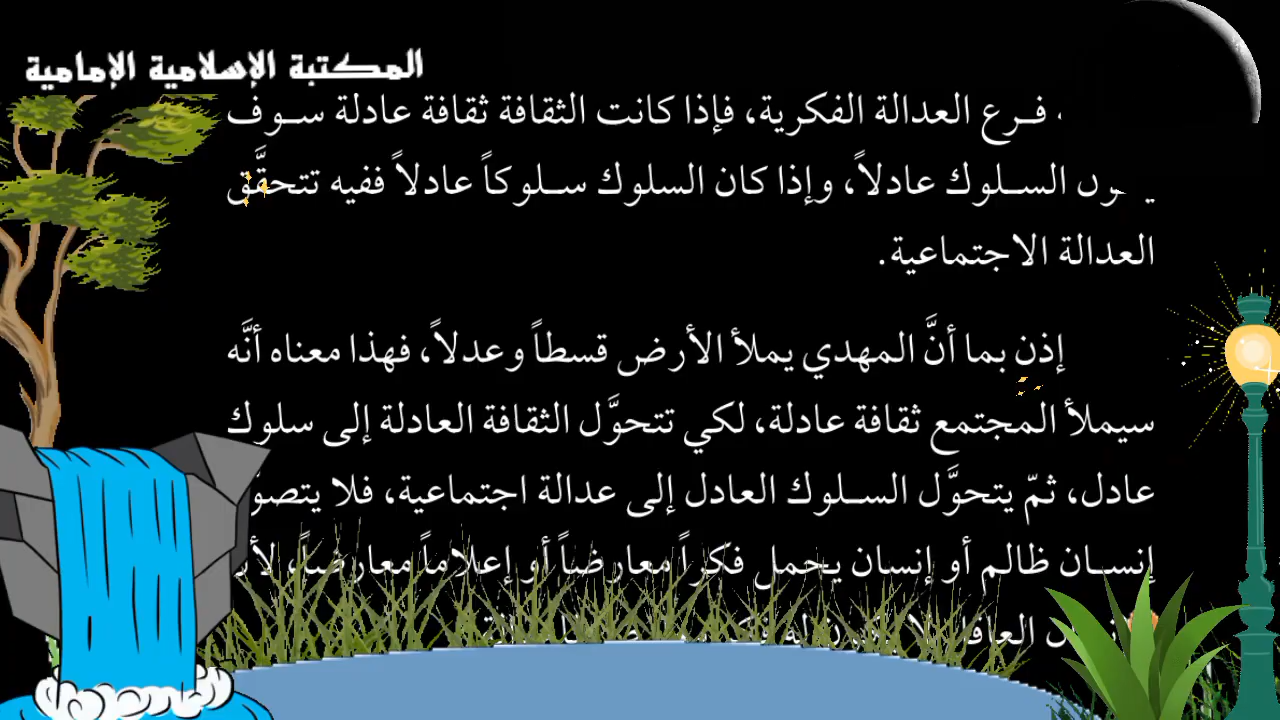 المكتبة الإسلامية الإمامية
فرع العدالة الفكرية، فإذا كانت الثقافة ثقافة عادلة سوف
السلوك عادلاً، وإذا كان السلوك سلوكاً عادلاً ففيه تتحقَّق
العدالة الاجتماعية.
إذن بما أنَّ المهدي يملأ الأرض قسطاً وعدلاً، فهذا معناه أنَّه
سيملأ المجتمع ثقافة عادلة، لكي تتحوَّل الثقافة العادلة إلى سلوك
عادل، ثمّ يتحوَّل السلوك العادل إلى عدالة اجتماعية، فلا
إنسان ظالم أو إنسان يحمل فكراً معارضاً أو إعلاماً معارضاً،